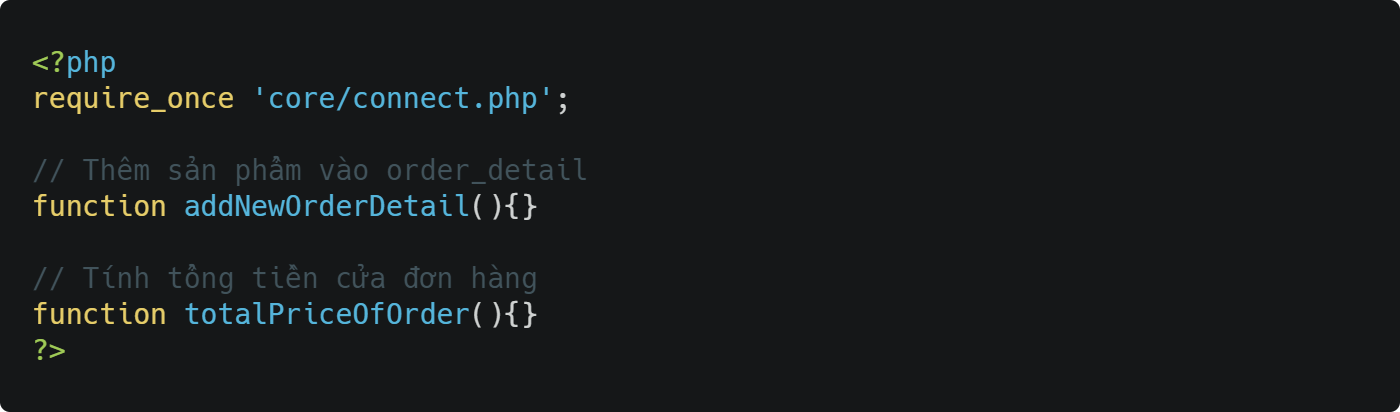 <?php
require_once 'core/connect.php';
// Thêm sản phẩm vào order_detail
function addNewOrderDetail(){}
// Tính tổng tiền cửa đơn hàng
function totalPriceOfOrder(){}
?>